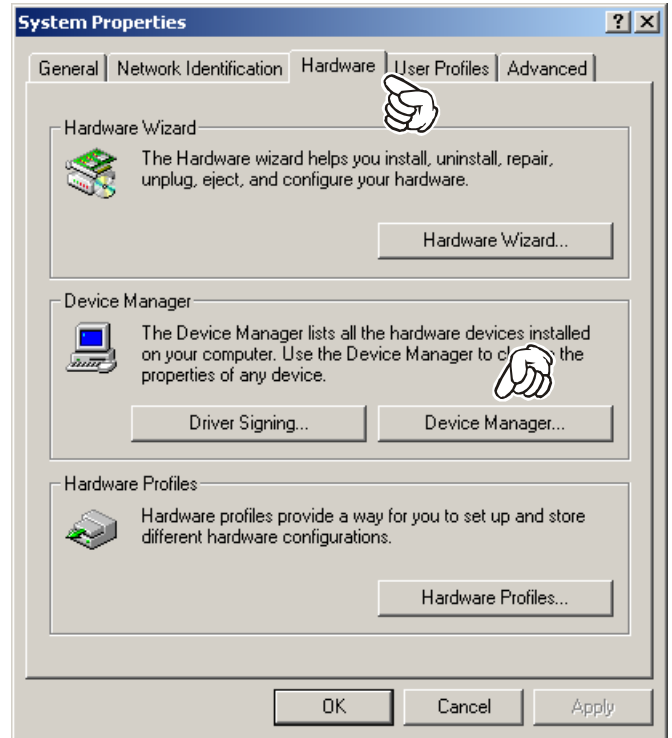 System Properties
General Network Identification Hardware User Profiles Advanced
Hardware Wizard
The Hardware wizard helps you install, uninstall, repair,
unplug, eject, and configure your hardware.
Hardware Wizard...
Device Manager
The Device Manager lists all the hardware devices installed
on your computer. Use the Device Manager to the
properties of any device.
Driver Signing... Device Manager...
Hardware Profiles
Hardware profiles provide a way for you to set up and store
different hardware configurations.
Hardware Profiles...
OK Cancel Apply